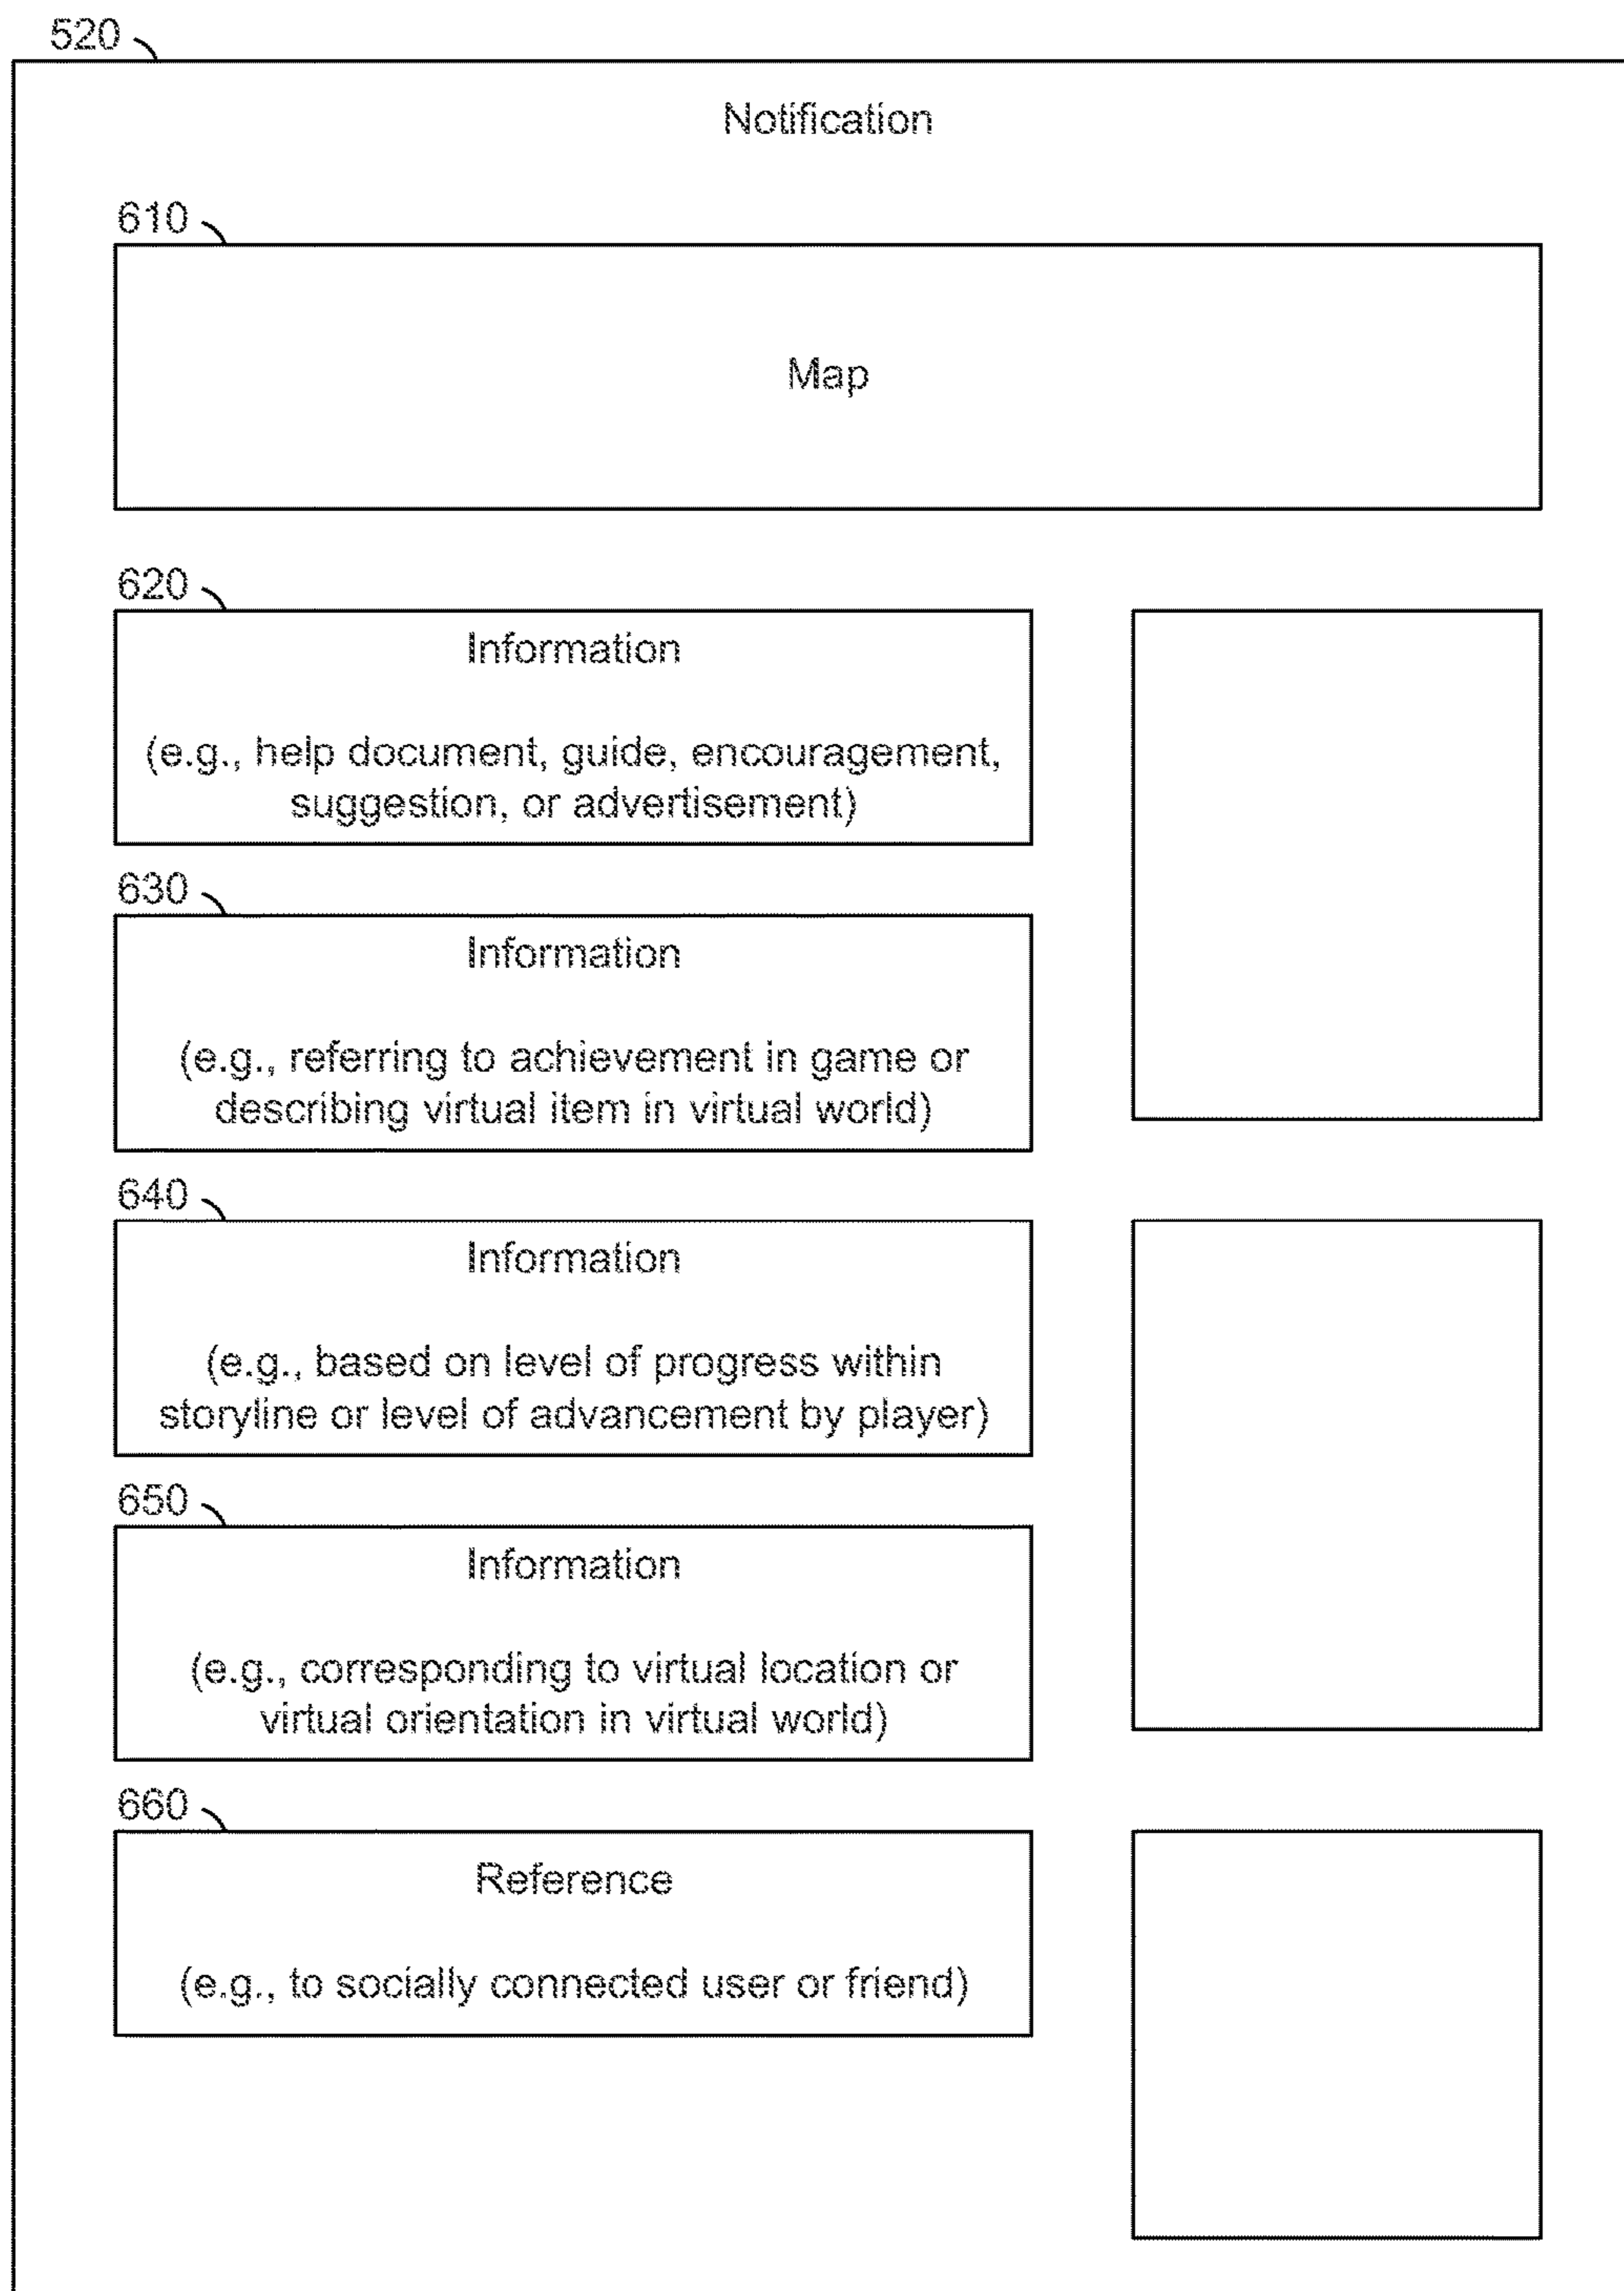 520
Notification
610
Map
620
Information
(e.g., help document, guide, encouragement,
suggestion, or advertisement)
630
Information
(e.g., referring to achievement in game or
describing virtual item in virtual world)
640
Information
(e.g., based on level of progress within
storyline or level of advancement by player)
650
Information
(e.g., corresponding to virtual location or
virtual orientation in virtual world)
660
Reference
(e.g., to socially connected user or friend)